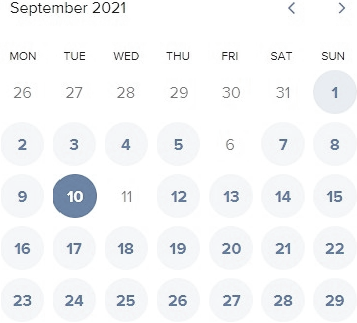 September 2021
MON TUE WED THU FRI SAT SUN
26 27 28 29 30 31 1
2 3 4 5 6 7 8
9 10 11 12 13 14 15
16 17 18 19 20 21 22
23 24 25 26 27 28 29